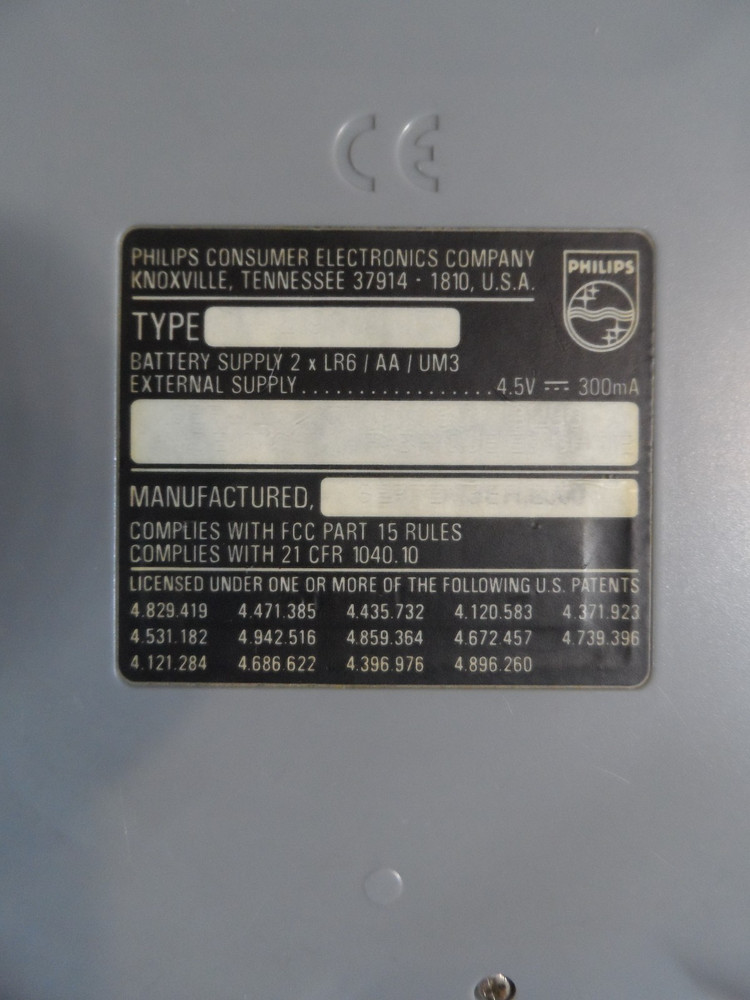 CE
PHILIPS CONSUMER ELECTRONICS COMPANY
KNOXVILLE, TENNESSEE 37914 - 1810, U.S.A.
PHILIPS
TYPE
BATTERY SUPPLY 2 x LR6 / AA / UM3
EXTERNAL SUPPLY.................4.5V ⎓ 300mA
MANUFACTURED,
COMPLIES WITH FCC PART 15 RULES
COMPLIES WITH 21 CFR 1040.10
LICENSED UNDER ONE OR MORE OF THE FOLLOWING U.S. PATENTS
4.829.419 4.471.385 4.435.732 4.120.583 4.371.923
4.531.182 4.942.516 4.859.364 4.672.457 4.739.396
4.121.284 4.686.622 4.396.976 4.896.260